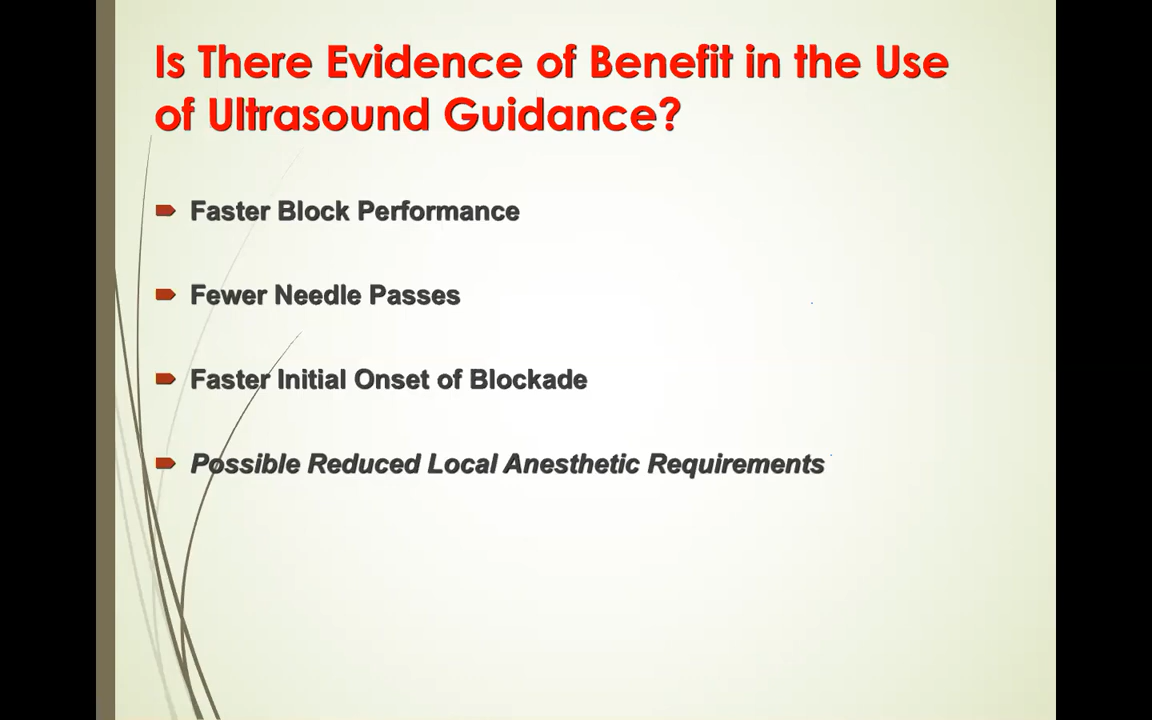 Is There Evidence of Benefit in the Use
of Ultrasound Guidance?
Faster Block Performance
Fewer Needle Passes
Faster Initial Onset of Blockade
Possible Reduced Local Anesthetic Requirements